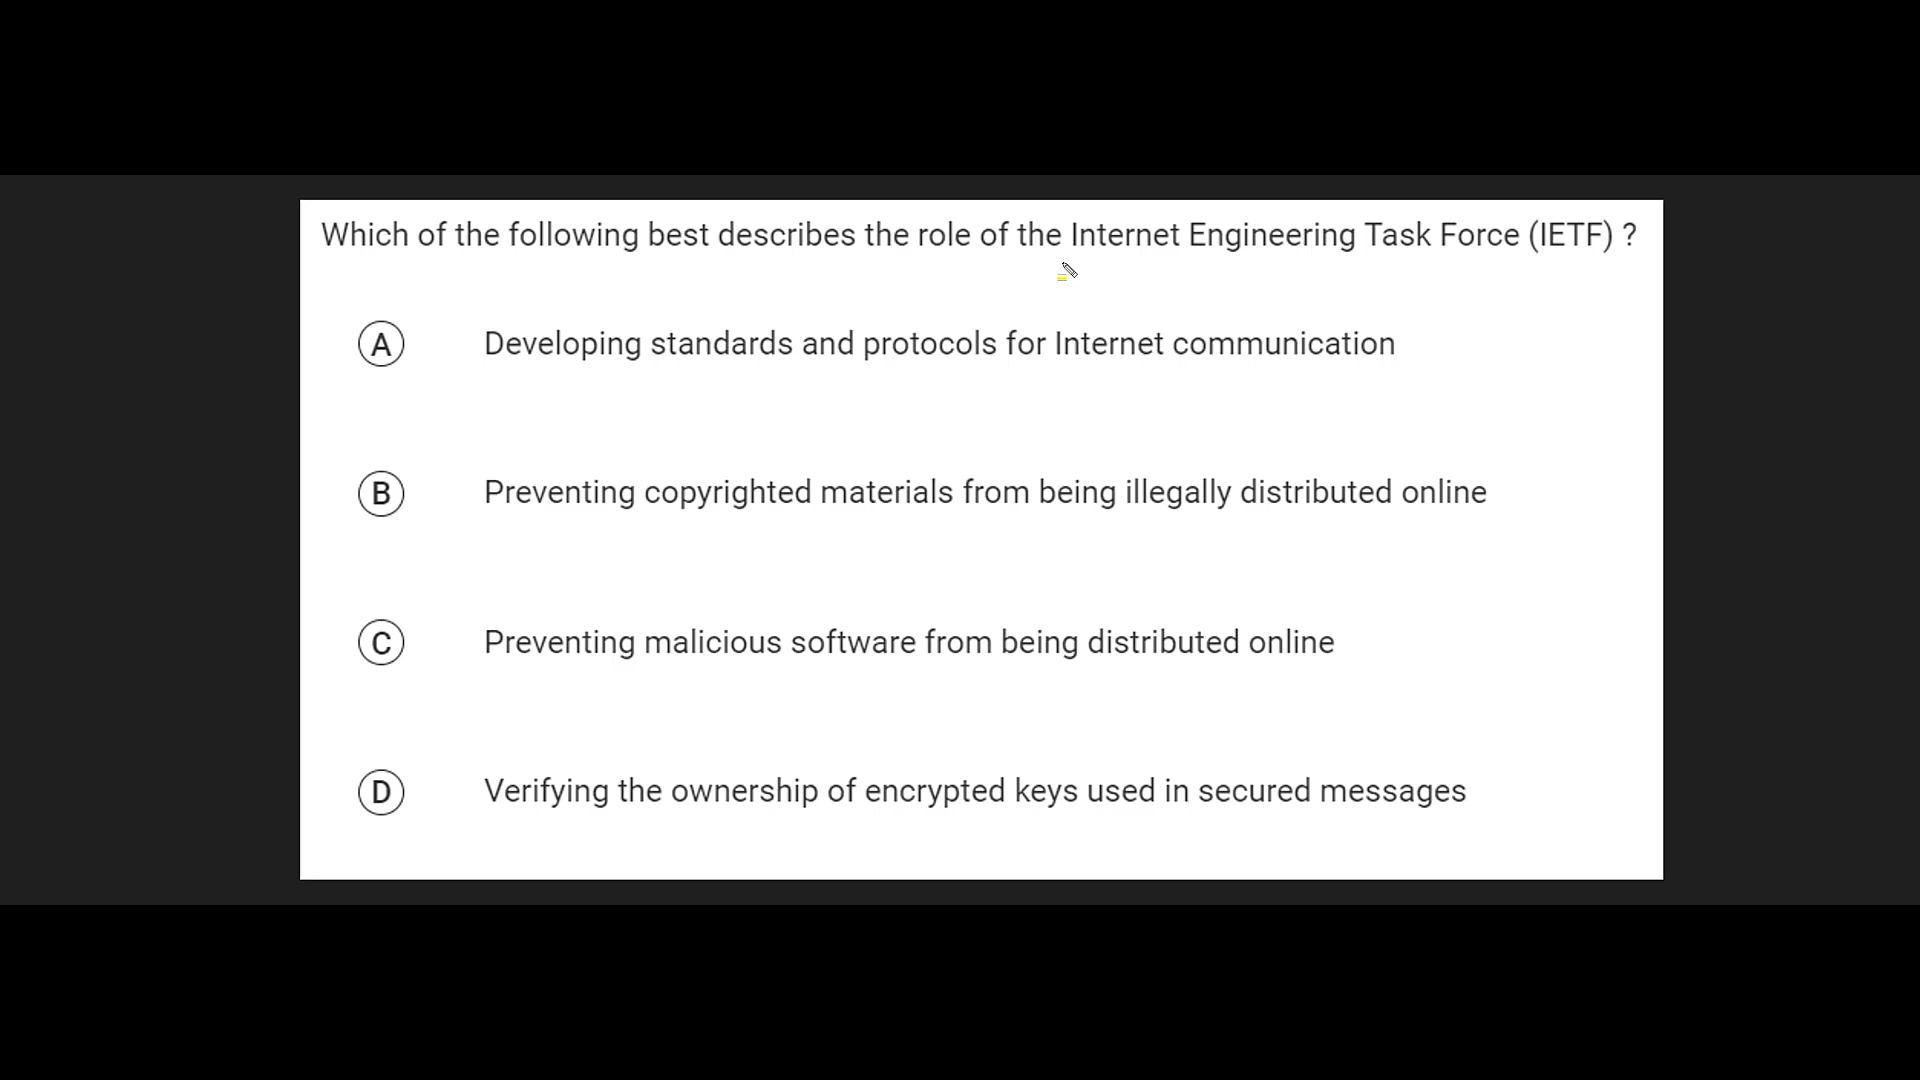 Which of the following best describes the role of the Internet Engineering Task Force (IETF) ?
A Developing standards and protocols for Internet communication
B Preventing copyrighted materials from being illegally distributed online
C Preventing malicious software from being distributed online
D Verifying the ownership of encrypted keys used in secured messages